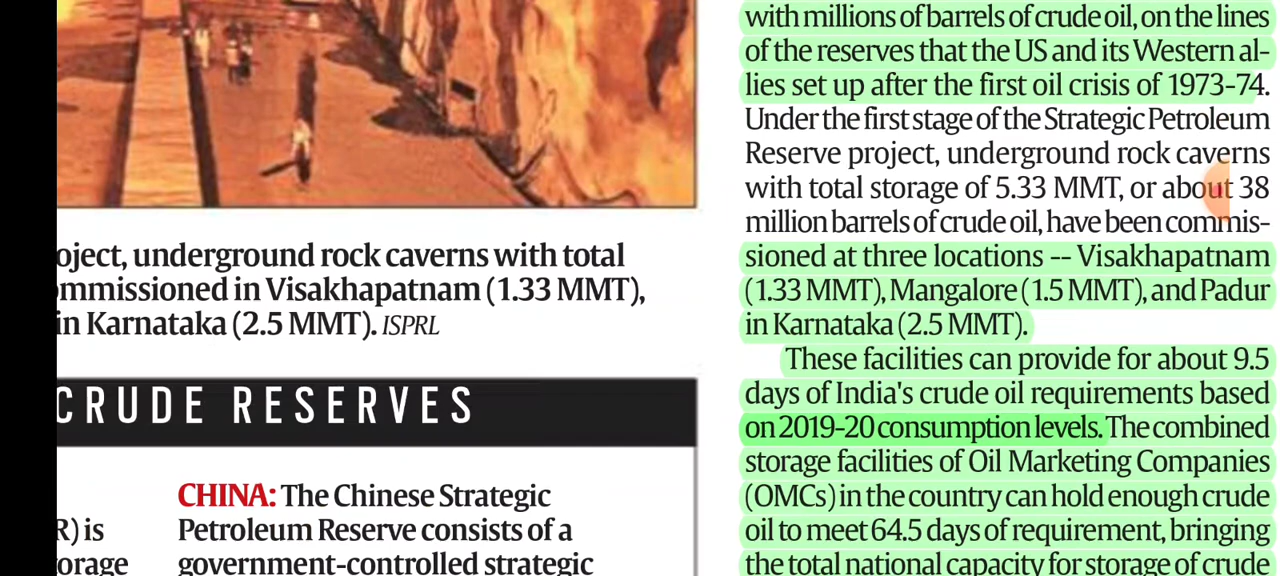 oject, underground rock caverns with total
ommissioned in Visakhapatnam (1.33 MMT),
in Karnataka (2.5 MMT). ISPRL
CRUDE RESERVES
R) is
orage
CHINA: The Chinese Strategic
Petroleum Reserve consists of a
government-controlled strategic
with millions of barrels of crude oil, on the lines
of the reserves that the US and its Western al-
lies set up after the first oil crisis of 1973-74.
Under the first stage of the Strategic Petroleum
Reserve project, underground rock caverns
with total storage of 5.33 MMT, or about 38
million barrels of crude oil, have been commis-
sioned at three locations -- Visakhapatnam
(1.33 MMT), Mangalore (1.5 MMT), and Padur
in Karnataka (2.5 MMT).
These facilities can provide for about 9.5
days of India's crude oil requirements based
on 2019-20 consumption levels. The combined
storage facilities of Oil Marketing Companies
(OMCs) in the country can hold enough crude
oil to meet 64.5 days of requirement, bringing
the total national capacity for storage of crude